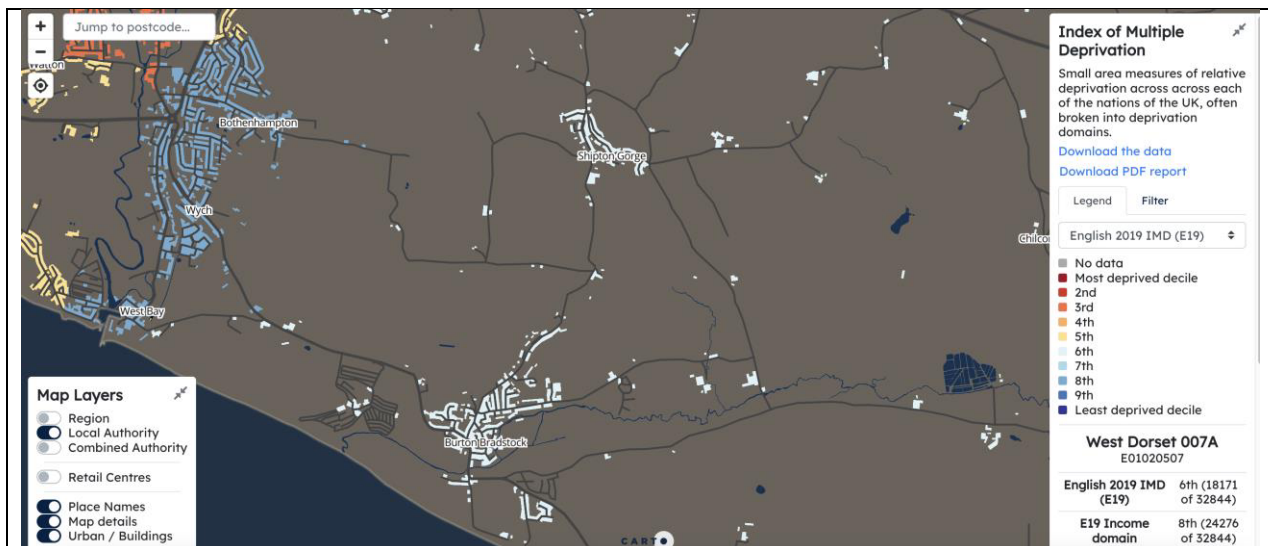 +
Jump to postcode...
−
Watton
Bothenhampton
Wych
West Bay
Shipton Gorge
Burton Bradstock
Chilco
CARTO
Map Layers
Region
Local Authority
Combined Authority
Retail Centres
Place Names
Map details
Urban / Buildings
Index of Multiple
Deprivation
Small area measures of relative
deprivation across across each
of the nations of the UK, often
broken into deprivation
domains.
Download the data
Download PDF report
Legend Filter
English 2019 IMD (E19)
No data
Most deprived decile
2nd
3rd
4th
5th
6th
7th
8th
9th
Least deprived decile
West Dorset 007A
E01020507
English 2019 IMD 6th (18171
(E19) of 32844)
E19 Income 8th (24276
domain of 32844)